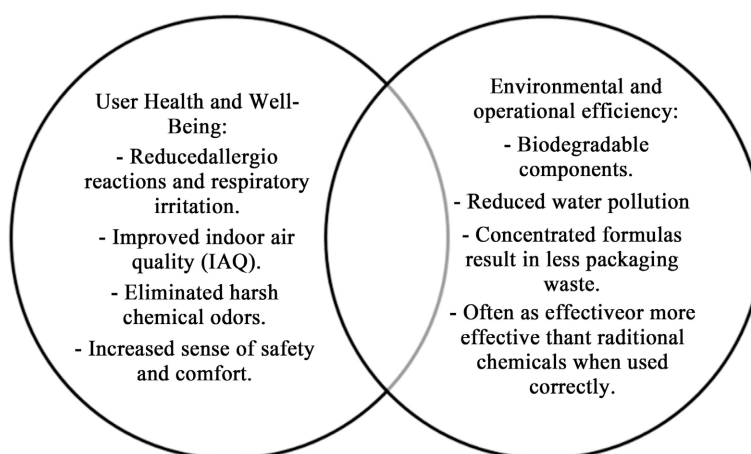 User Health and Well-
Being:
- Reducedallergio
reactions and respiratory
irritation.
- Improved indoor air
quality (IAQ).
- Eliminated harsh
chemical odors.
- Increased sense of safety
and comfort.
Environmental and
operational efficiency:
- Biodegradable
components.
- Reduced water pollution
- Concentrated formulas
result in less packaging
waste.
- Often as effectiveor more
effective thant raditional
chemicals when used
correctly.